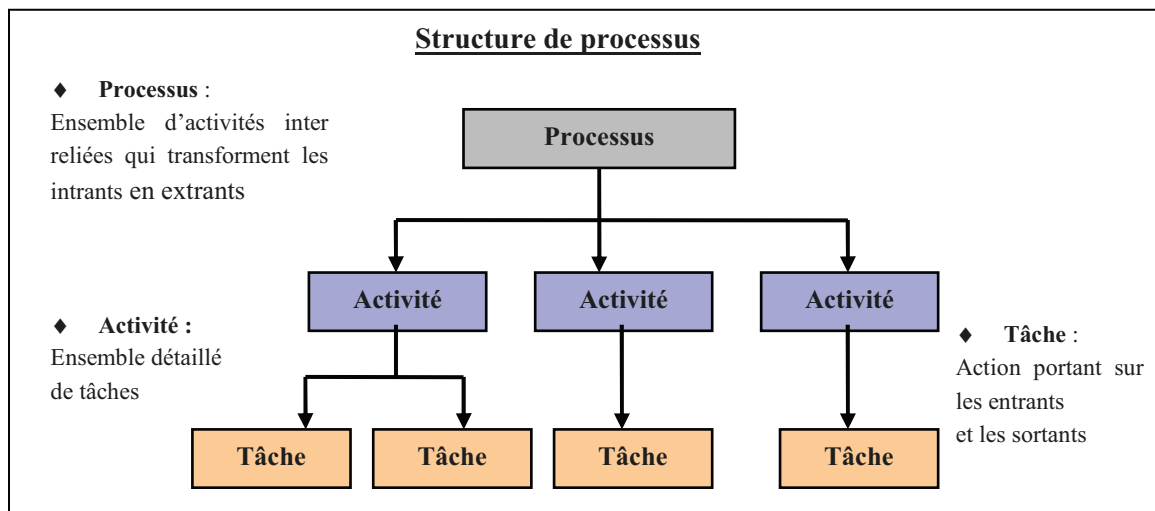 Structure de processus
♦ Processus :
Ensemble d’activités inter
reliées qui transforment les
intrants en extrants
Processus
Activité
Activité
Activité
♦ Activité :
Ensemble détaillé
de tâches
♦ Tâche :
Action portant sur
les entrants
et les sortants
Tâche
Tâche
Tâche
Tâche